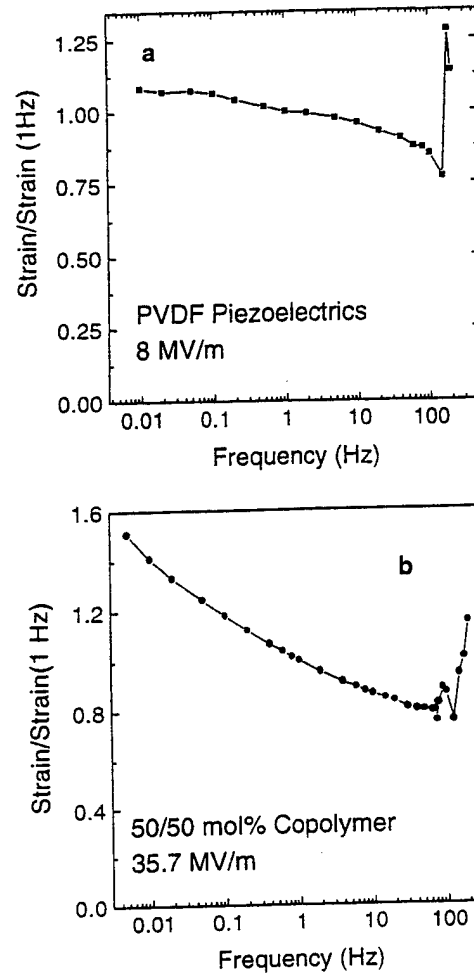 a
1.25
1.00
0.75
0.50
0.25
0.00
Strain/Strain (1Hz)
PVDF Piezoelectrics
8 MV/m
0.01 0.1 1 10 100
Frequency (Hz)
b
1.6
1.2
0.8
0.4
0.0
Strain/Strain(1 Hz)
50/50 mol% Copolymer
35.7 MV/m
0.01 0.1 1 10 100
Frequency (Hz)